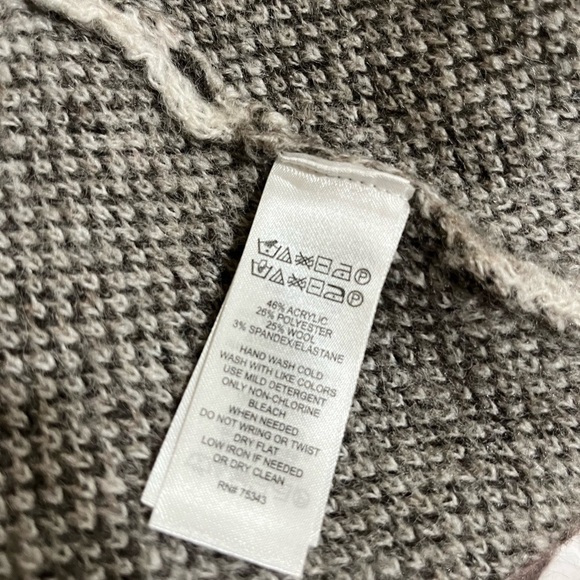 46% ACRYLIC
26% POLYESTER
25% WOOL
3% SPANDEX/ELASTANE
HAND WASH COLD
WASH WITH LIKE COLORS
USE MILD DETERGENT
ONLY NON-CHLORINE
BLEACH
WHEN NEEDED
DO NOT WRING OR TWIST
DRY FLAT
LOW IRON IF NEEDED
OR DRY CLEAN
RN# 75343